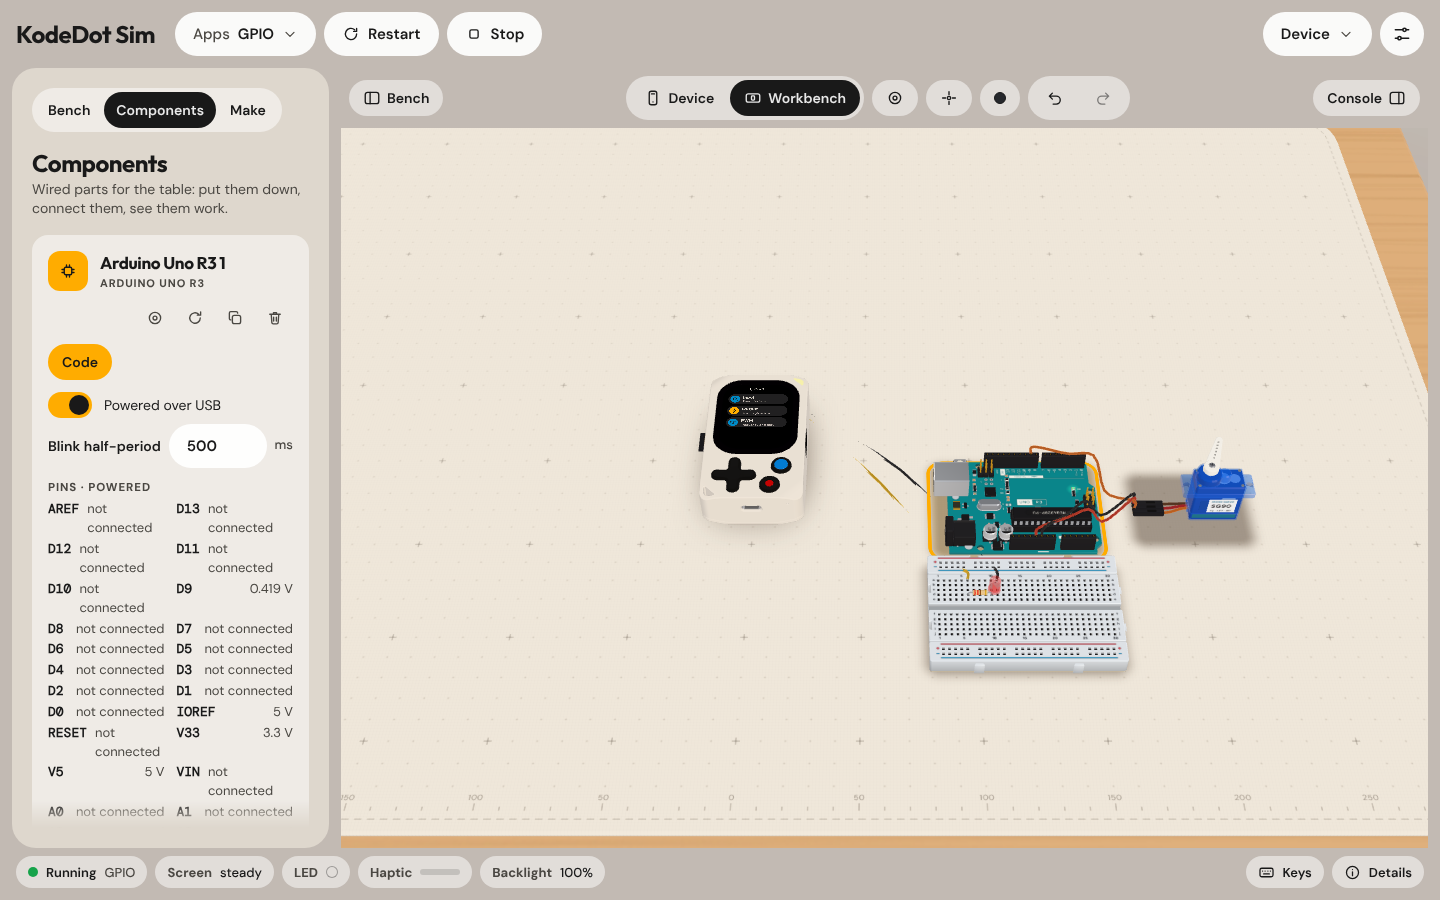 KodeDot Sim
Apps GPIO
Restart
Stop
Device
Bench
Components
Make
Bench
Device
Workbench
Console
Components
Wired parts for the table: put them down,
connect them, see them work.
Arduino Uno R3 1
ARDUINO UNO R3
Code
Powered over USB
Blink half-period 500 ms
PINS · POWERED
AREF not connected D13 not connected
D12 not connected D11 not connected
D10 not connected D9 0.419 V
D8 not connected D7 not connected
D6 not connected D5 not connected
D4 not connected D3 not connected
D2 not connected D1 not connected
D0 not connected IOREF 5 V
RESET not connected V33 3.3 V
V5 5 V VIN not connected
A0 not connected A1 not connected
SG90
100 50 0 50 100 150 200 250
Running GPIO
Screen steady
LED
Haptic
Backlight 100%
Keys
Details